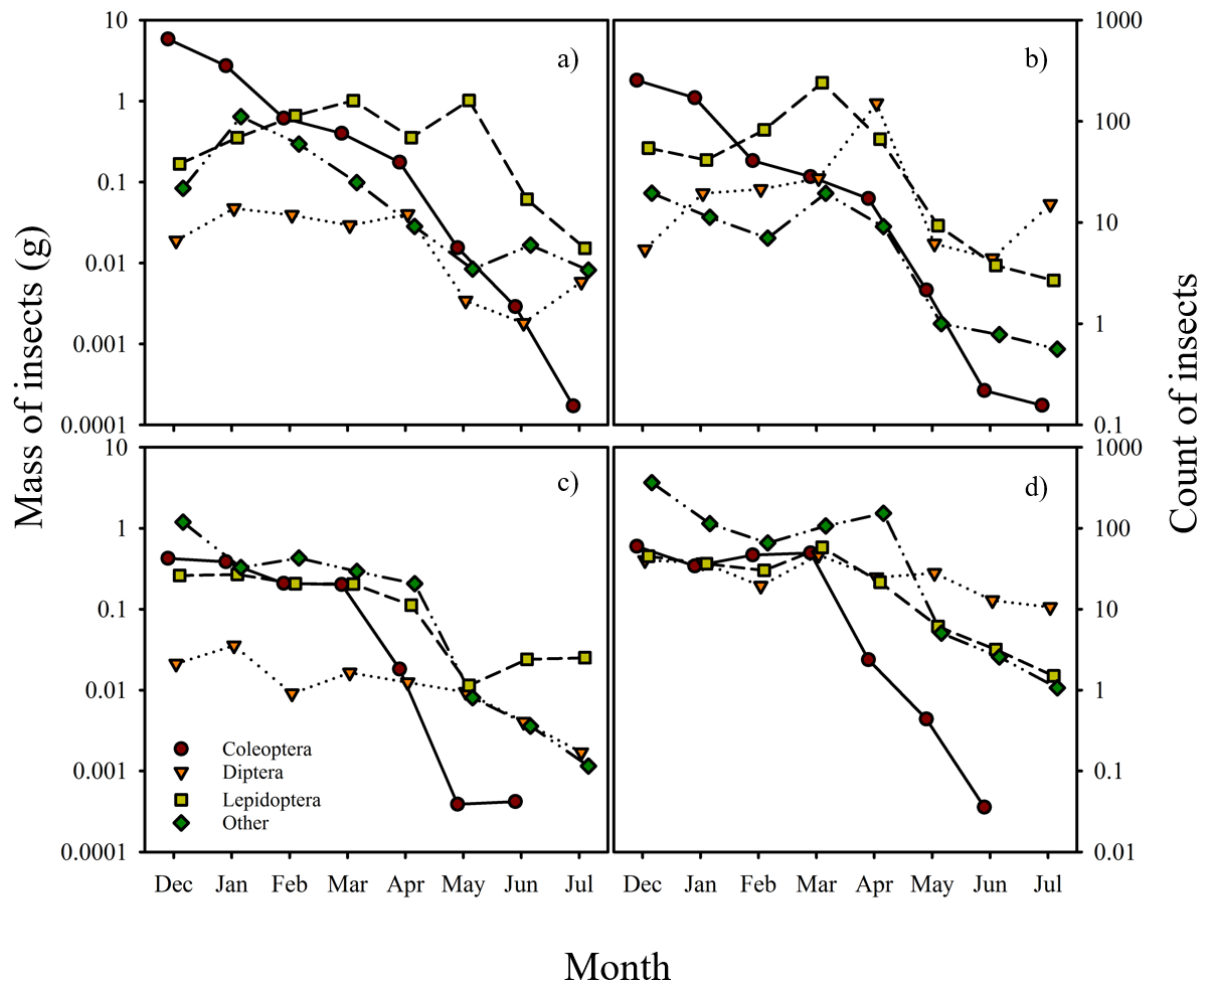 10
1
0.1
0.01
0.001
0.0001
a)
b)
1000
100
10
1
0.1
Mass of insects (g)
Count of insects
10
1
0.1
0.01
0.001
0.0001
c)
d)
1000
100
10
1
0.1
0.01
Coleoptera
Diptera
Lepidoptera
Other
Dec Jan Feb Mar Apr May Jun Jul
Dec Jan Feb Mar Apr May Jun Jul
Month